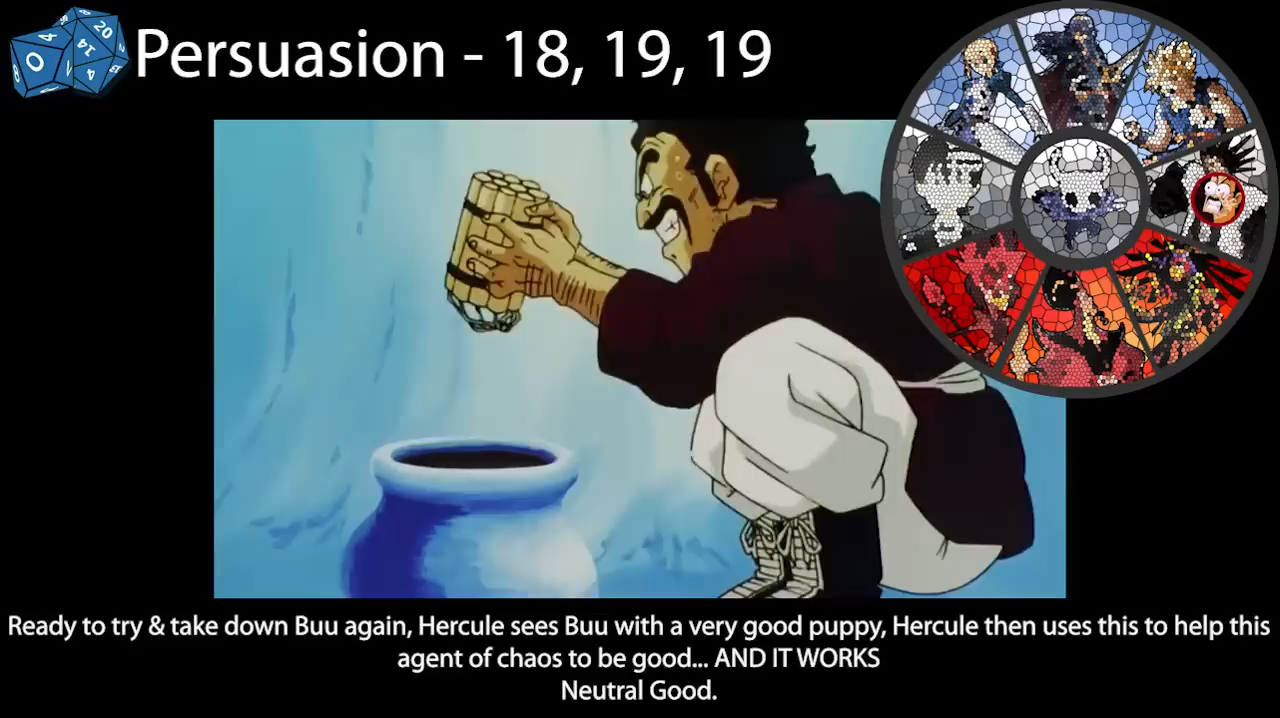 Persuasion - 18, 19, 19
Ready to try & take down Buu again, Hercule sees Buu with a very good puppy, Hercule then uses this to help this
agent of chaos to be good... AND IT WORKS
Neutral Good.